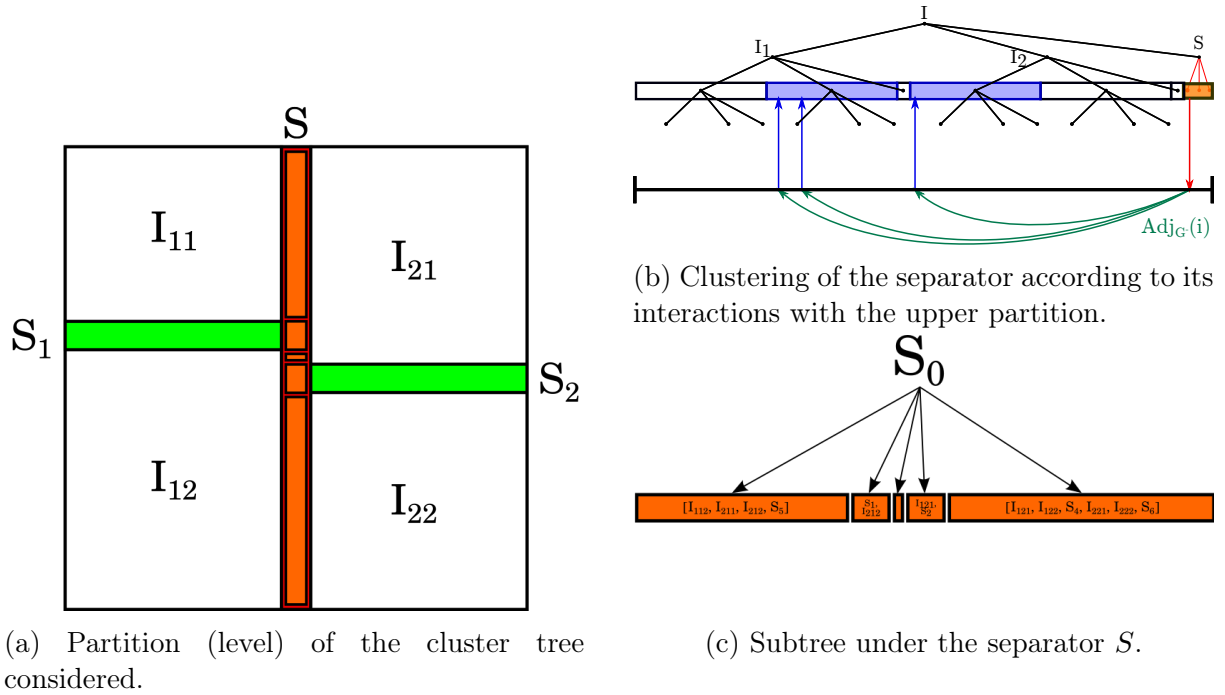 S
I₁₁
I₂₁
S₁
S₂
I₁₂
I₂₂
(a) Partition (level) of the cluster tree
considered.
I
I₁
I₂
S
Adj_G·(i)
(b) Clustering of the separator according to its
interactions with the upper partition.
S₀
[I₁₁₂, I₂₁₁, I₂₁₂, S₅]
S₁,
I₂₁₂
I₁₂₁,
S₂
[I₁₂₁, I₁₂₂, S₄, I₂₂₁, I₂₂₂, S₆]
(c) Subtree under the separator S.